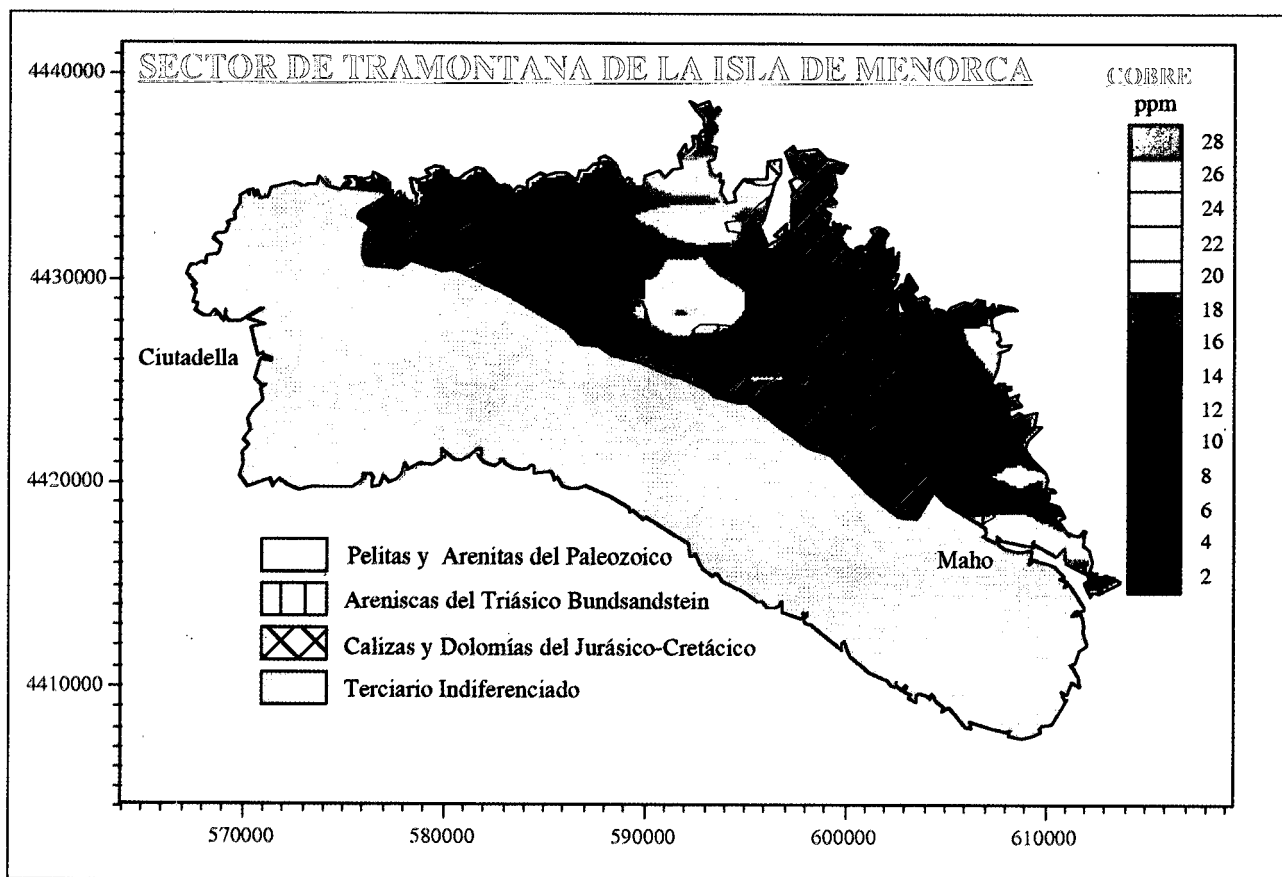 SECTOR DE TRAMONTANA DE LA ISLA DE MENORCA
COBRE
ppm
28
26
24
22
20
18
16
14
12
10
8
6
4
2
4440000
4430000
4420000
4410000
Ciutadella
Maho
Pelitas y Arenitas del Paleozoico
Areniscas del Triásico Bundsandstein
Calizas y Dolomías del Jurásico-Cretácico
Terciario Indiferenciado
570000 580000 590000 600000 610000